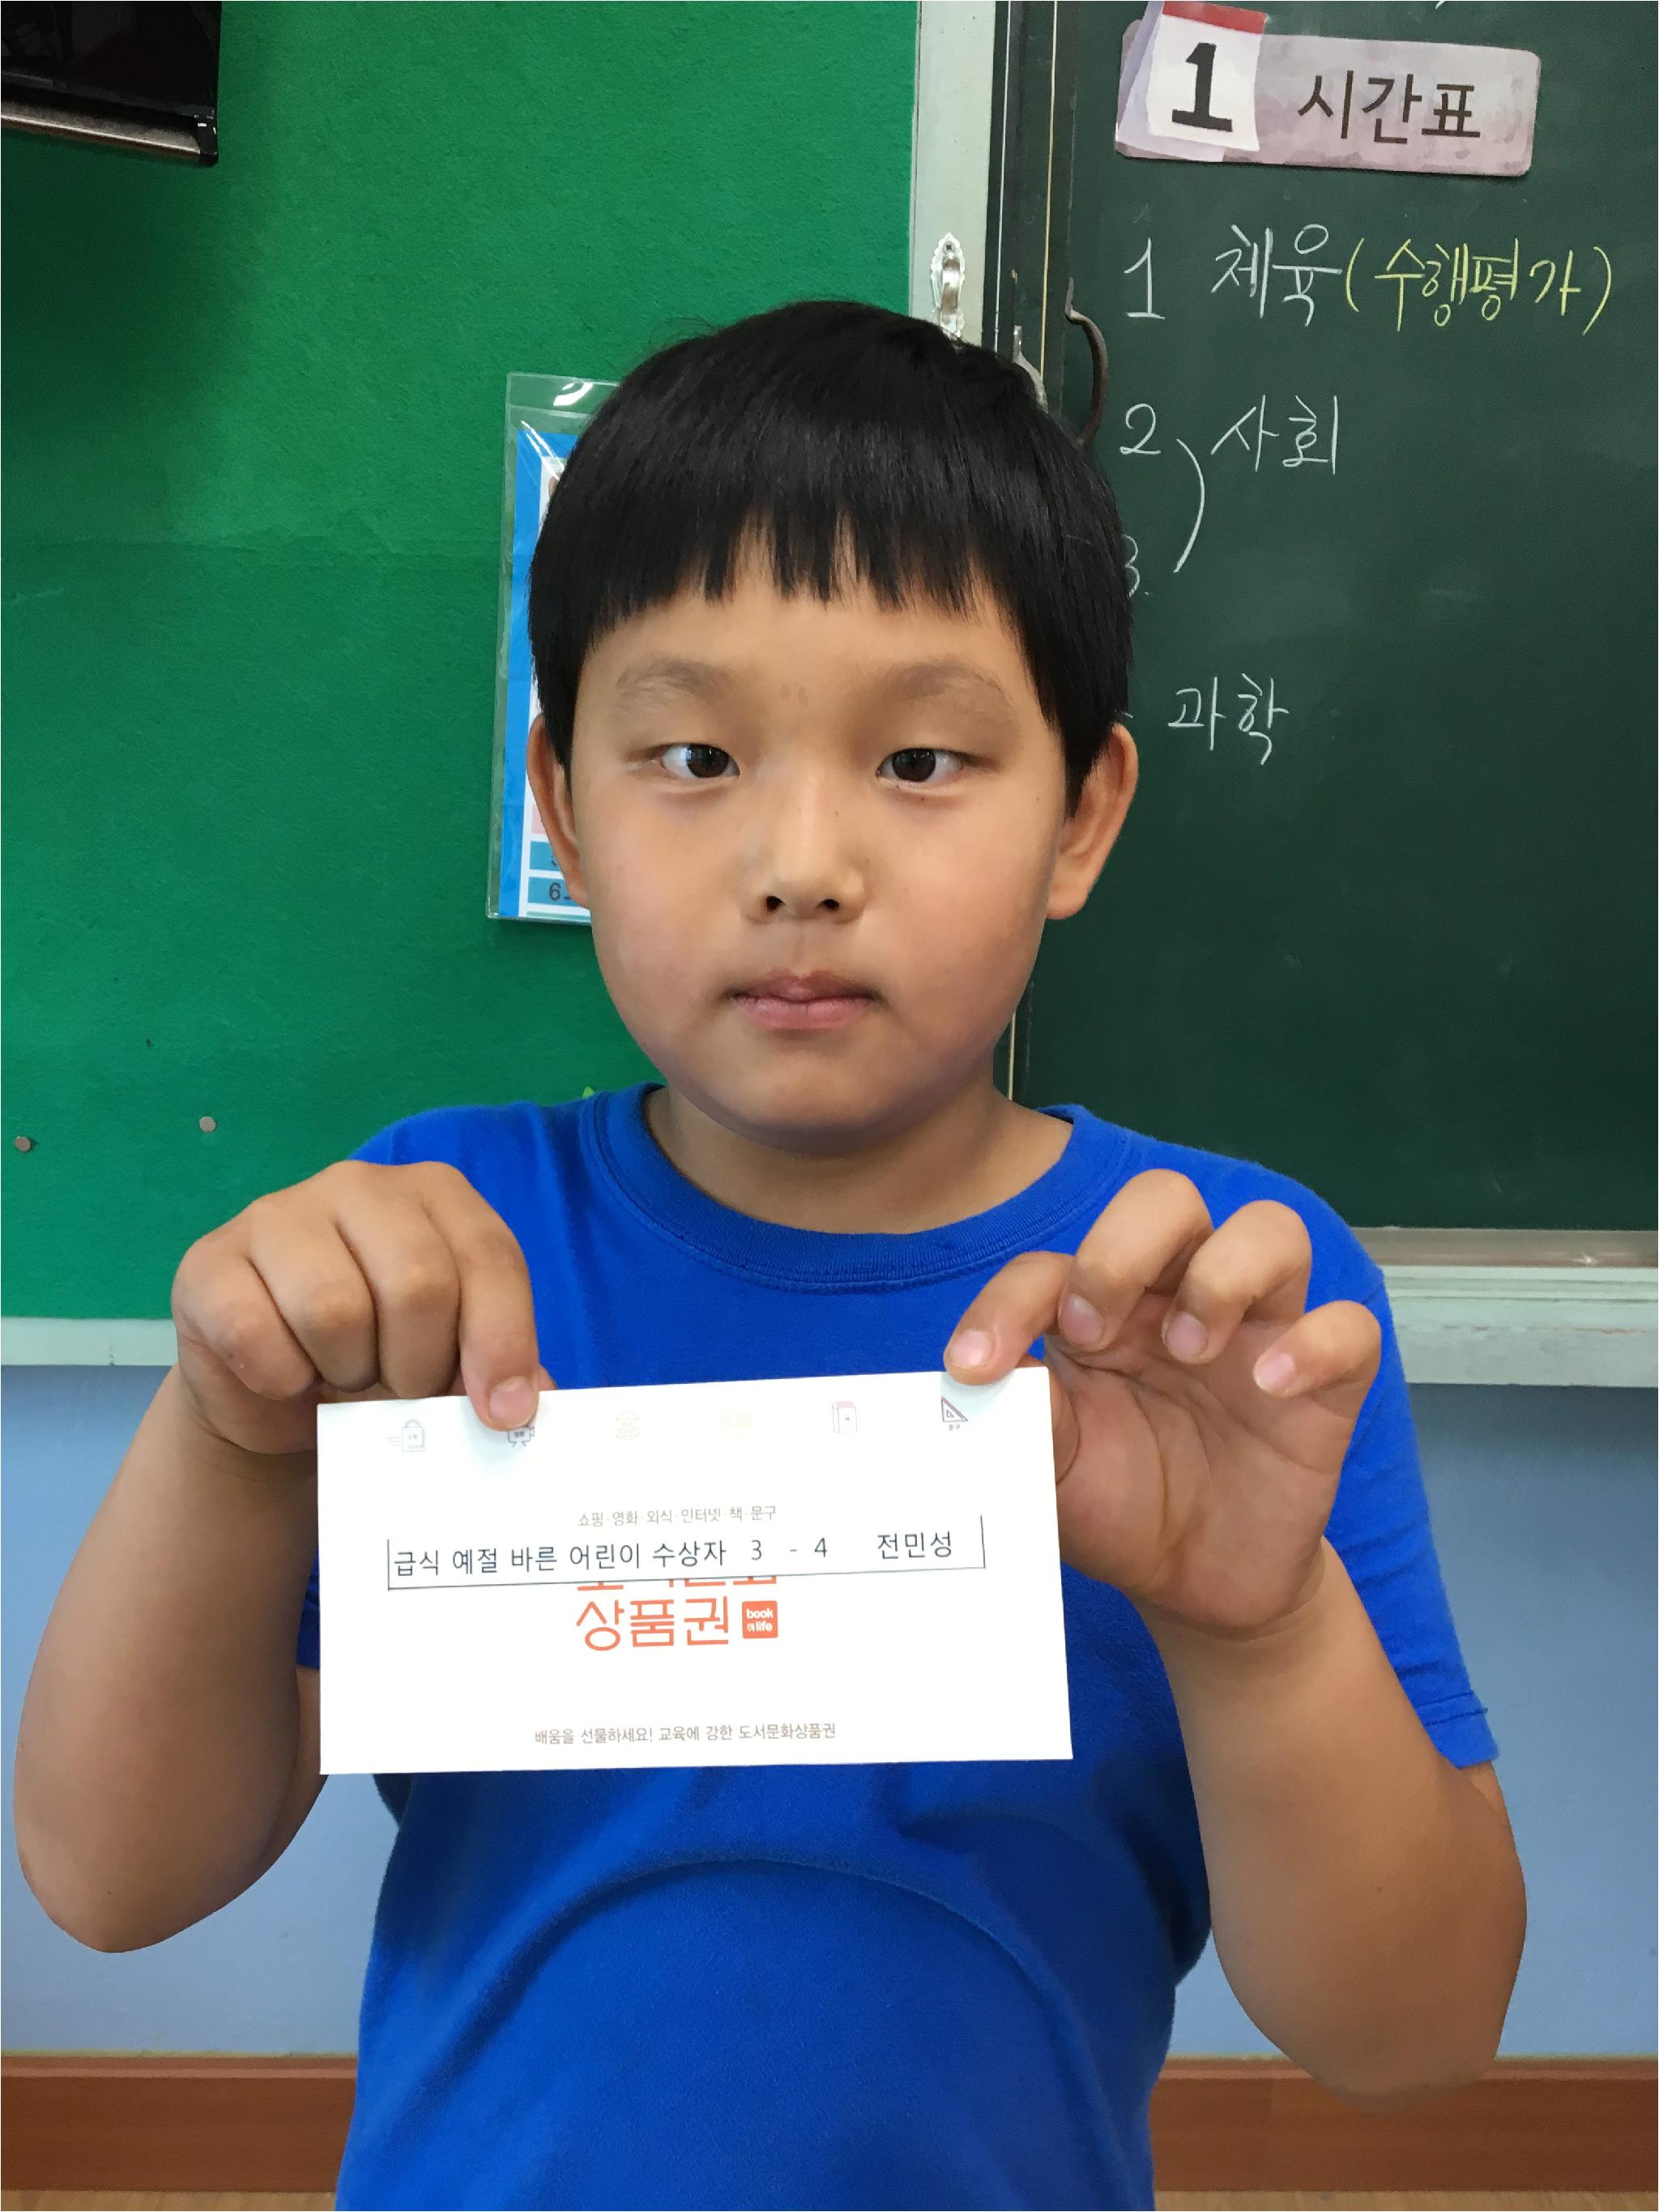 1 시간표
1 체육(수행평가)
2 사회
3.
과학
쇼핑·영화·외식·인터넷·책·문구
급식 예절 바른 어린이 수상자 3 - 4 전민성
상품권 book life
배움을 선물하세요! 교육에 강한 도서문화상품권